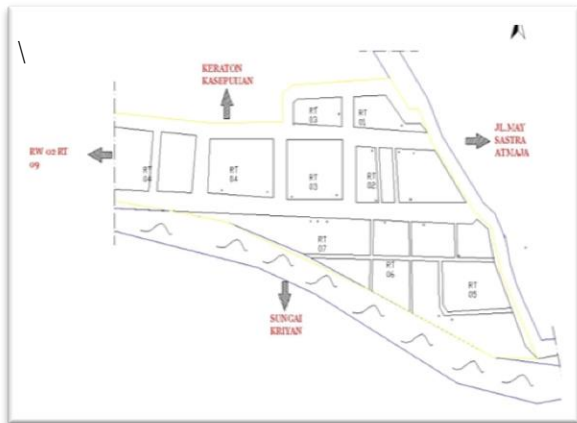 \
KERATON
KASEPUHAN
RT
03
RT
01
JL.MAY
SASTRA
ATMAJA
RW 02 RT
09
RT
04
RT
04
RT
03
RT
02
RT
07
RT
06
RT
05
SUNGAI
KRIYAN